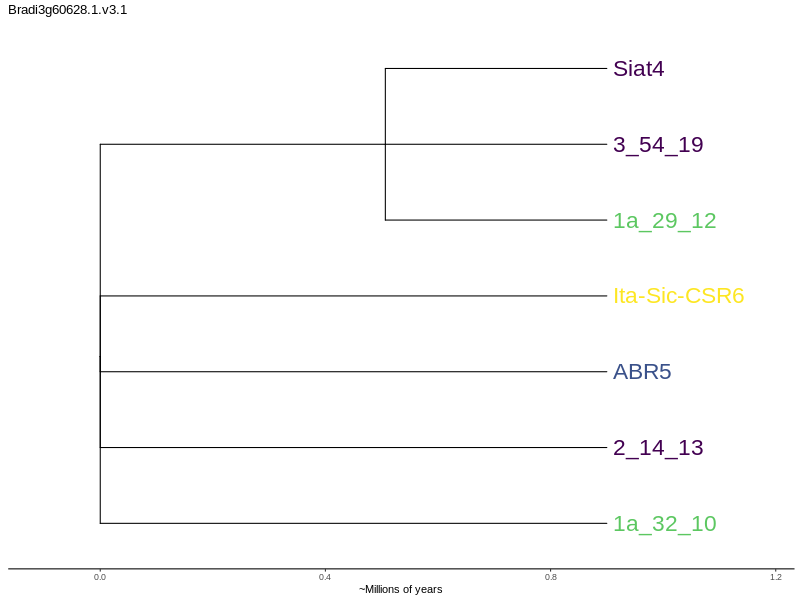 Bradi3g60628.1.v3.1
Siat4
3_54_19
1a_29_12
Ita-Sic-CSR6
ABR5
2_14_13
1a_32_10
0.0 0.4 0.8 1.2
~Millions of years